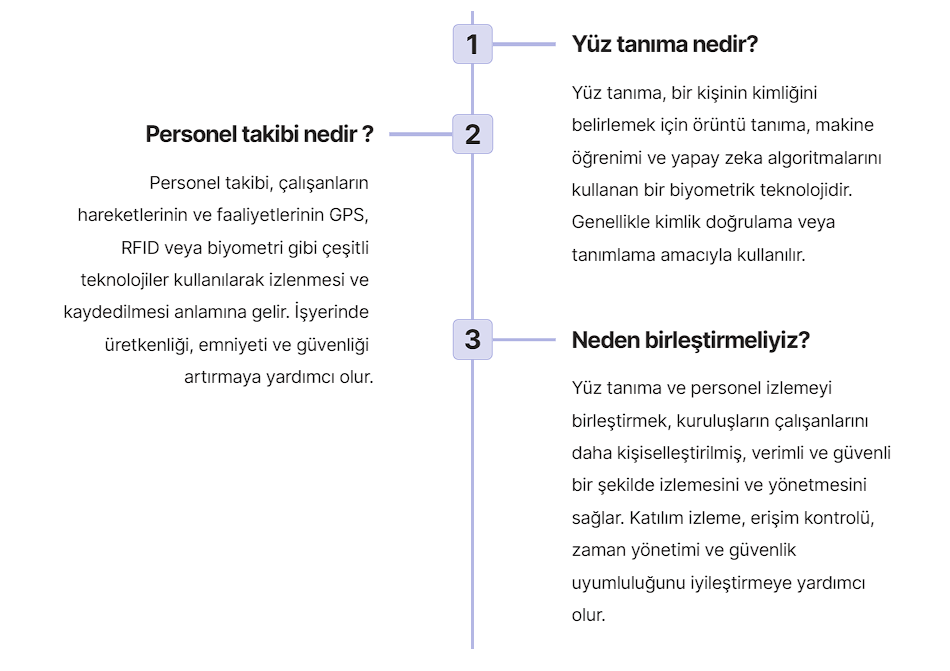 1
Yüz tanıma nedir?
Yüz tanıma, bir kişinin kimliğini
belirlemek için örüntü tanıma, makine
öğrenimi ve yapay zeka algoritmalarını
kullanan bir biyometrik teknolojidir.
Genellikle kimlik doğrulama veya
tanımlama amacıyla kullanılır.
2
Personel takibi nedir ?
Personel takibi, çalışanların
hareketlerinin ve faaliyetlerinin GPS,
RFID veya biyometri gibi çeşitli
teknolojiler kullanılarak izlenmesi ve
kaydedilmesi anlamına gelir. İşyerinde
üretkenliği, emniyeti ve güvenliği
artırmaya yardımcı olur.
3
Neden birleştirmeliyiz?
Yüz tanıma ve personel izlemeyi
birleştirmek, kuruluşların çalışanlarını
daha kişiselleştirilmiş, verimli ve güvenli
bir şekilde izlemesini ve yönetmesini
sağlar. Katılım izleme, erişim kontrolü,
zaman yönetimi ve güvenlik
uyumluluğunu iyileştirmeye yardımcı
olur.